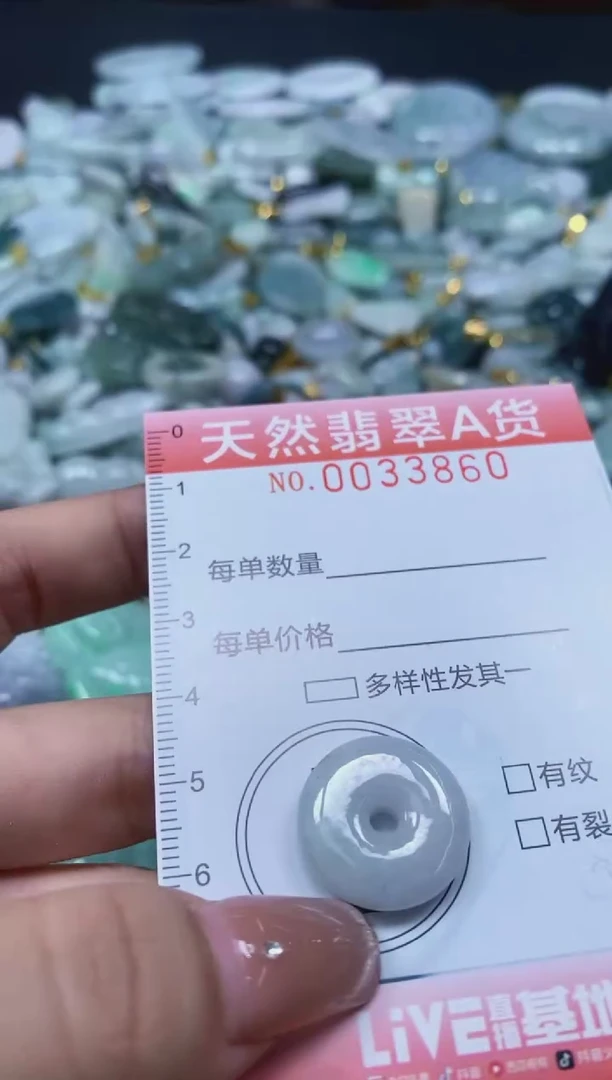 0
天然翡翠A货
NO.0033860
1
2
每单数量
3
每单价格
4
多样性发其一
5
有纹
有裂
6
LiVE直播基地
抖音